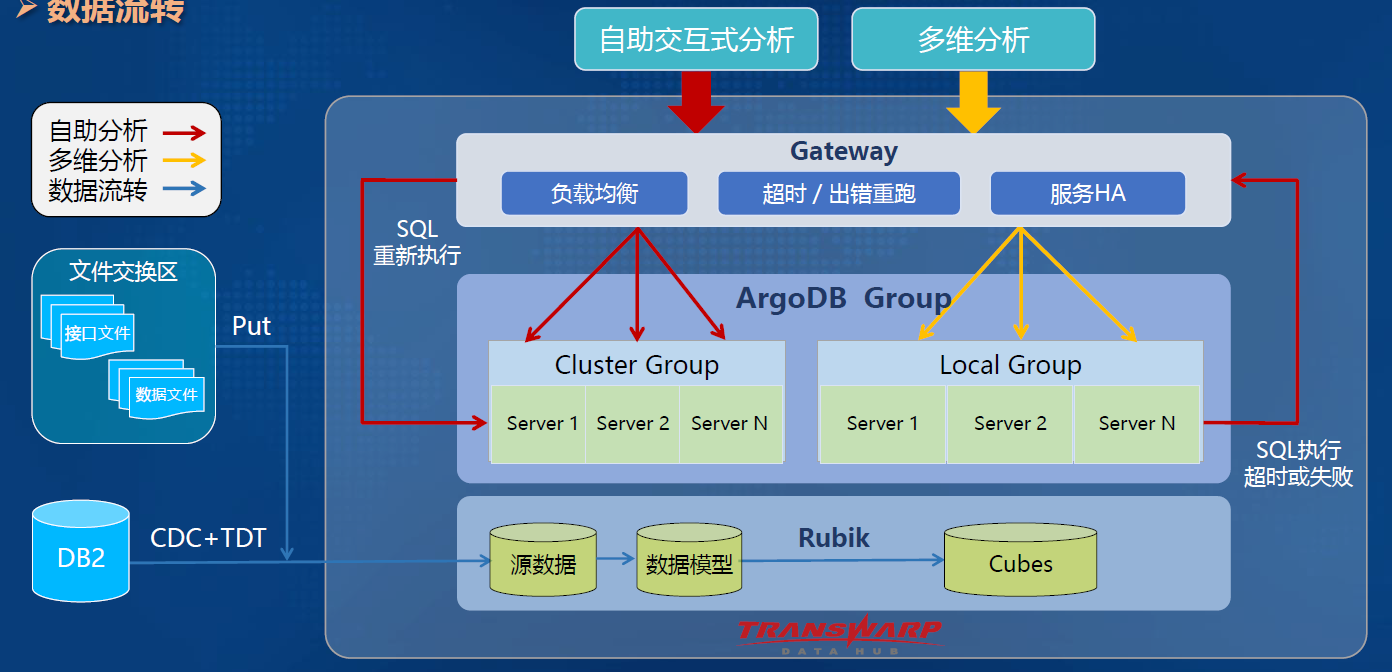 数据流转
自助交互式分析
多维分析
自助分析
多维分析
数据流转
Gateway
负载均衡
超时 / 出错重跑
服务HA
SQL
重新执行
文件交换区
接口文件
数据文件
Put
ArgoDB Group
Cluster Group
Server 1
Server 2
Server N
Local Group
Server 1
Server 2
Server N
SQL执行
超时或失败
DB2
CDC+TDT
Rubik
源数据
数据模型
Cubes
TRANSWARP
DATA HUB